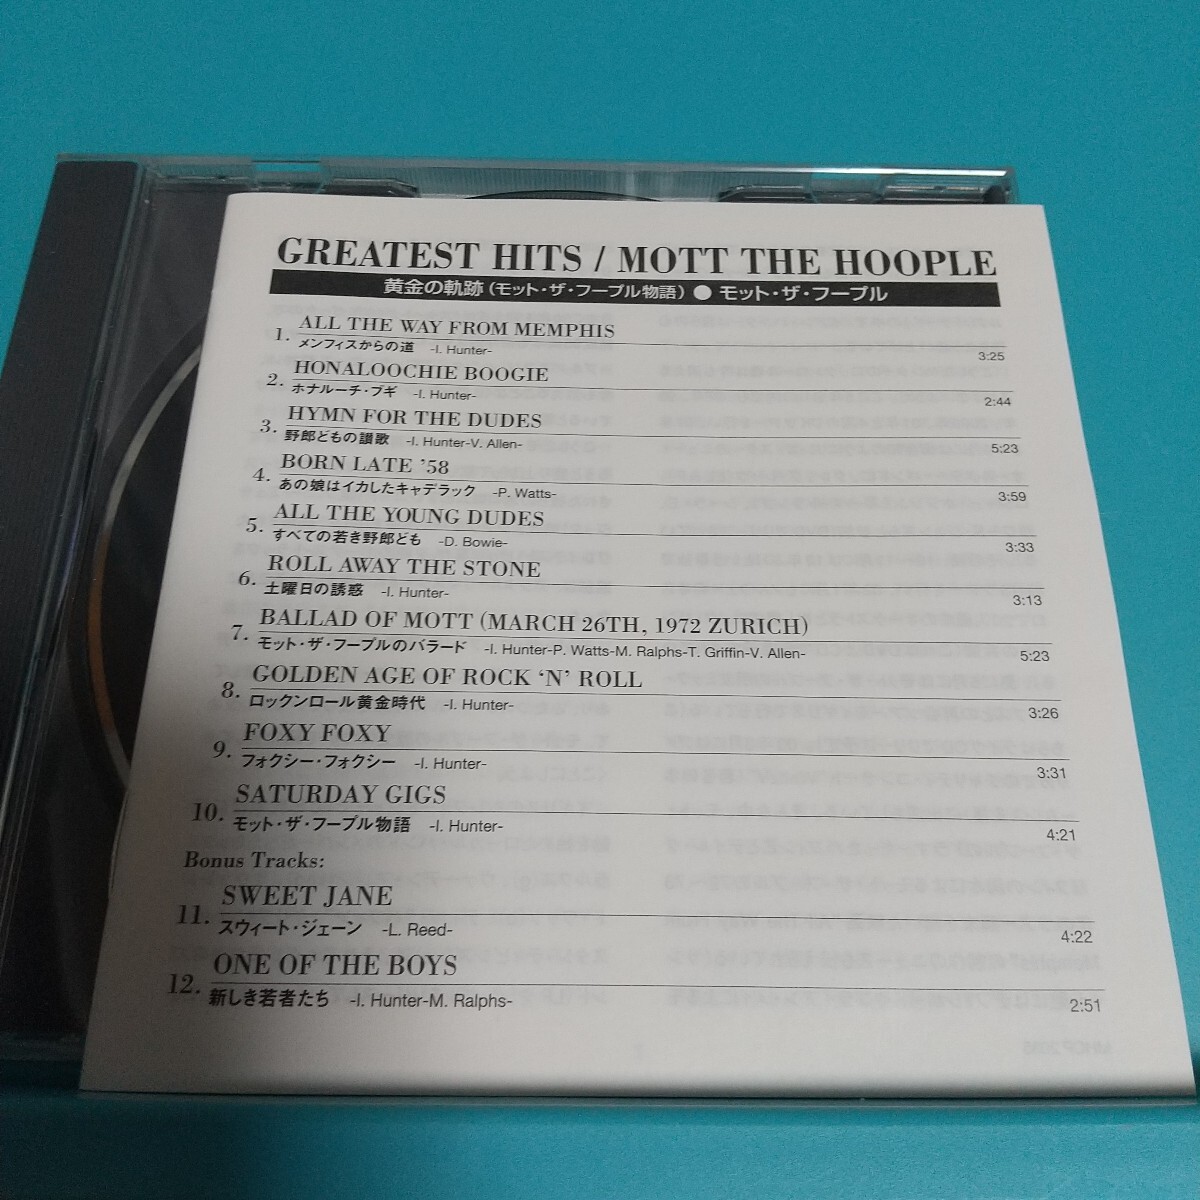 GREATEST HITS / MOTT THE HOOPLE
黄金の軌跡（モット・ザ・フープル物語）● モット・ザ・フープル
1. ALL THE WAY FROM MEMPHIS
メンフィスからの道 -I. Hunter- 3:25
2. HONALOOCHIE BOOGIE
ホナルーチ・ブギ -I. Hunter- 2:44
3. HYMN FOR THE DUDES
野郎どもの讃歌 -I. Hunter-V. Allen- 5:23
4. BORN LATE '58
あの娘はイカしたキャデラック -P. Watts- 3:59
5. ALL THE YOUNG DUDES
すべての若き野郎ども -D. Bowie- 3:33
6. ROLL AWAY THE STONE
土曜日の誘惑 -I. Hunter- 3:13
7. BALLAD OF MOTT (MARCH 26TH, 1972 ZURICH)
モット・ザ・フープルのバラード -I. Hunter-P. Watts-M. Ralphs-T. Griffin-V. Allen- 5:23
8. GOLDEN AGE OF ROCK 'N' ROLL
ロックンロール黄金時代 -I. Hunter- 3:26
9. FOXY FOXY
フォクシー・フォクシー -I. Hunter- 3:31
10. SATURDAY GIGS
モット・ザ・フープル物語 -I. Hunter- 4:21
Bonus Tracks:
11. SWEET JANE
スウィート・ジェーン -L. Reed- 4:22
12. ONE OF THE BOYS
新しき若者たち -I. Hunter-M. Ralphs- 2:51